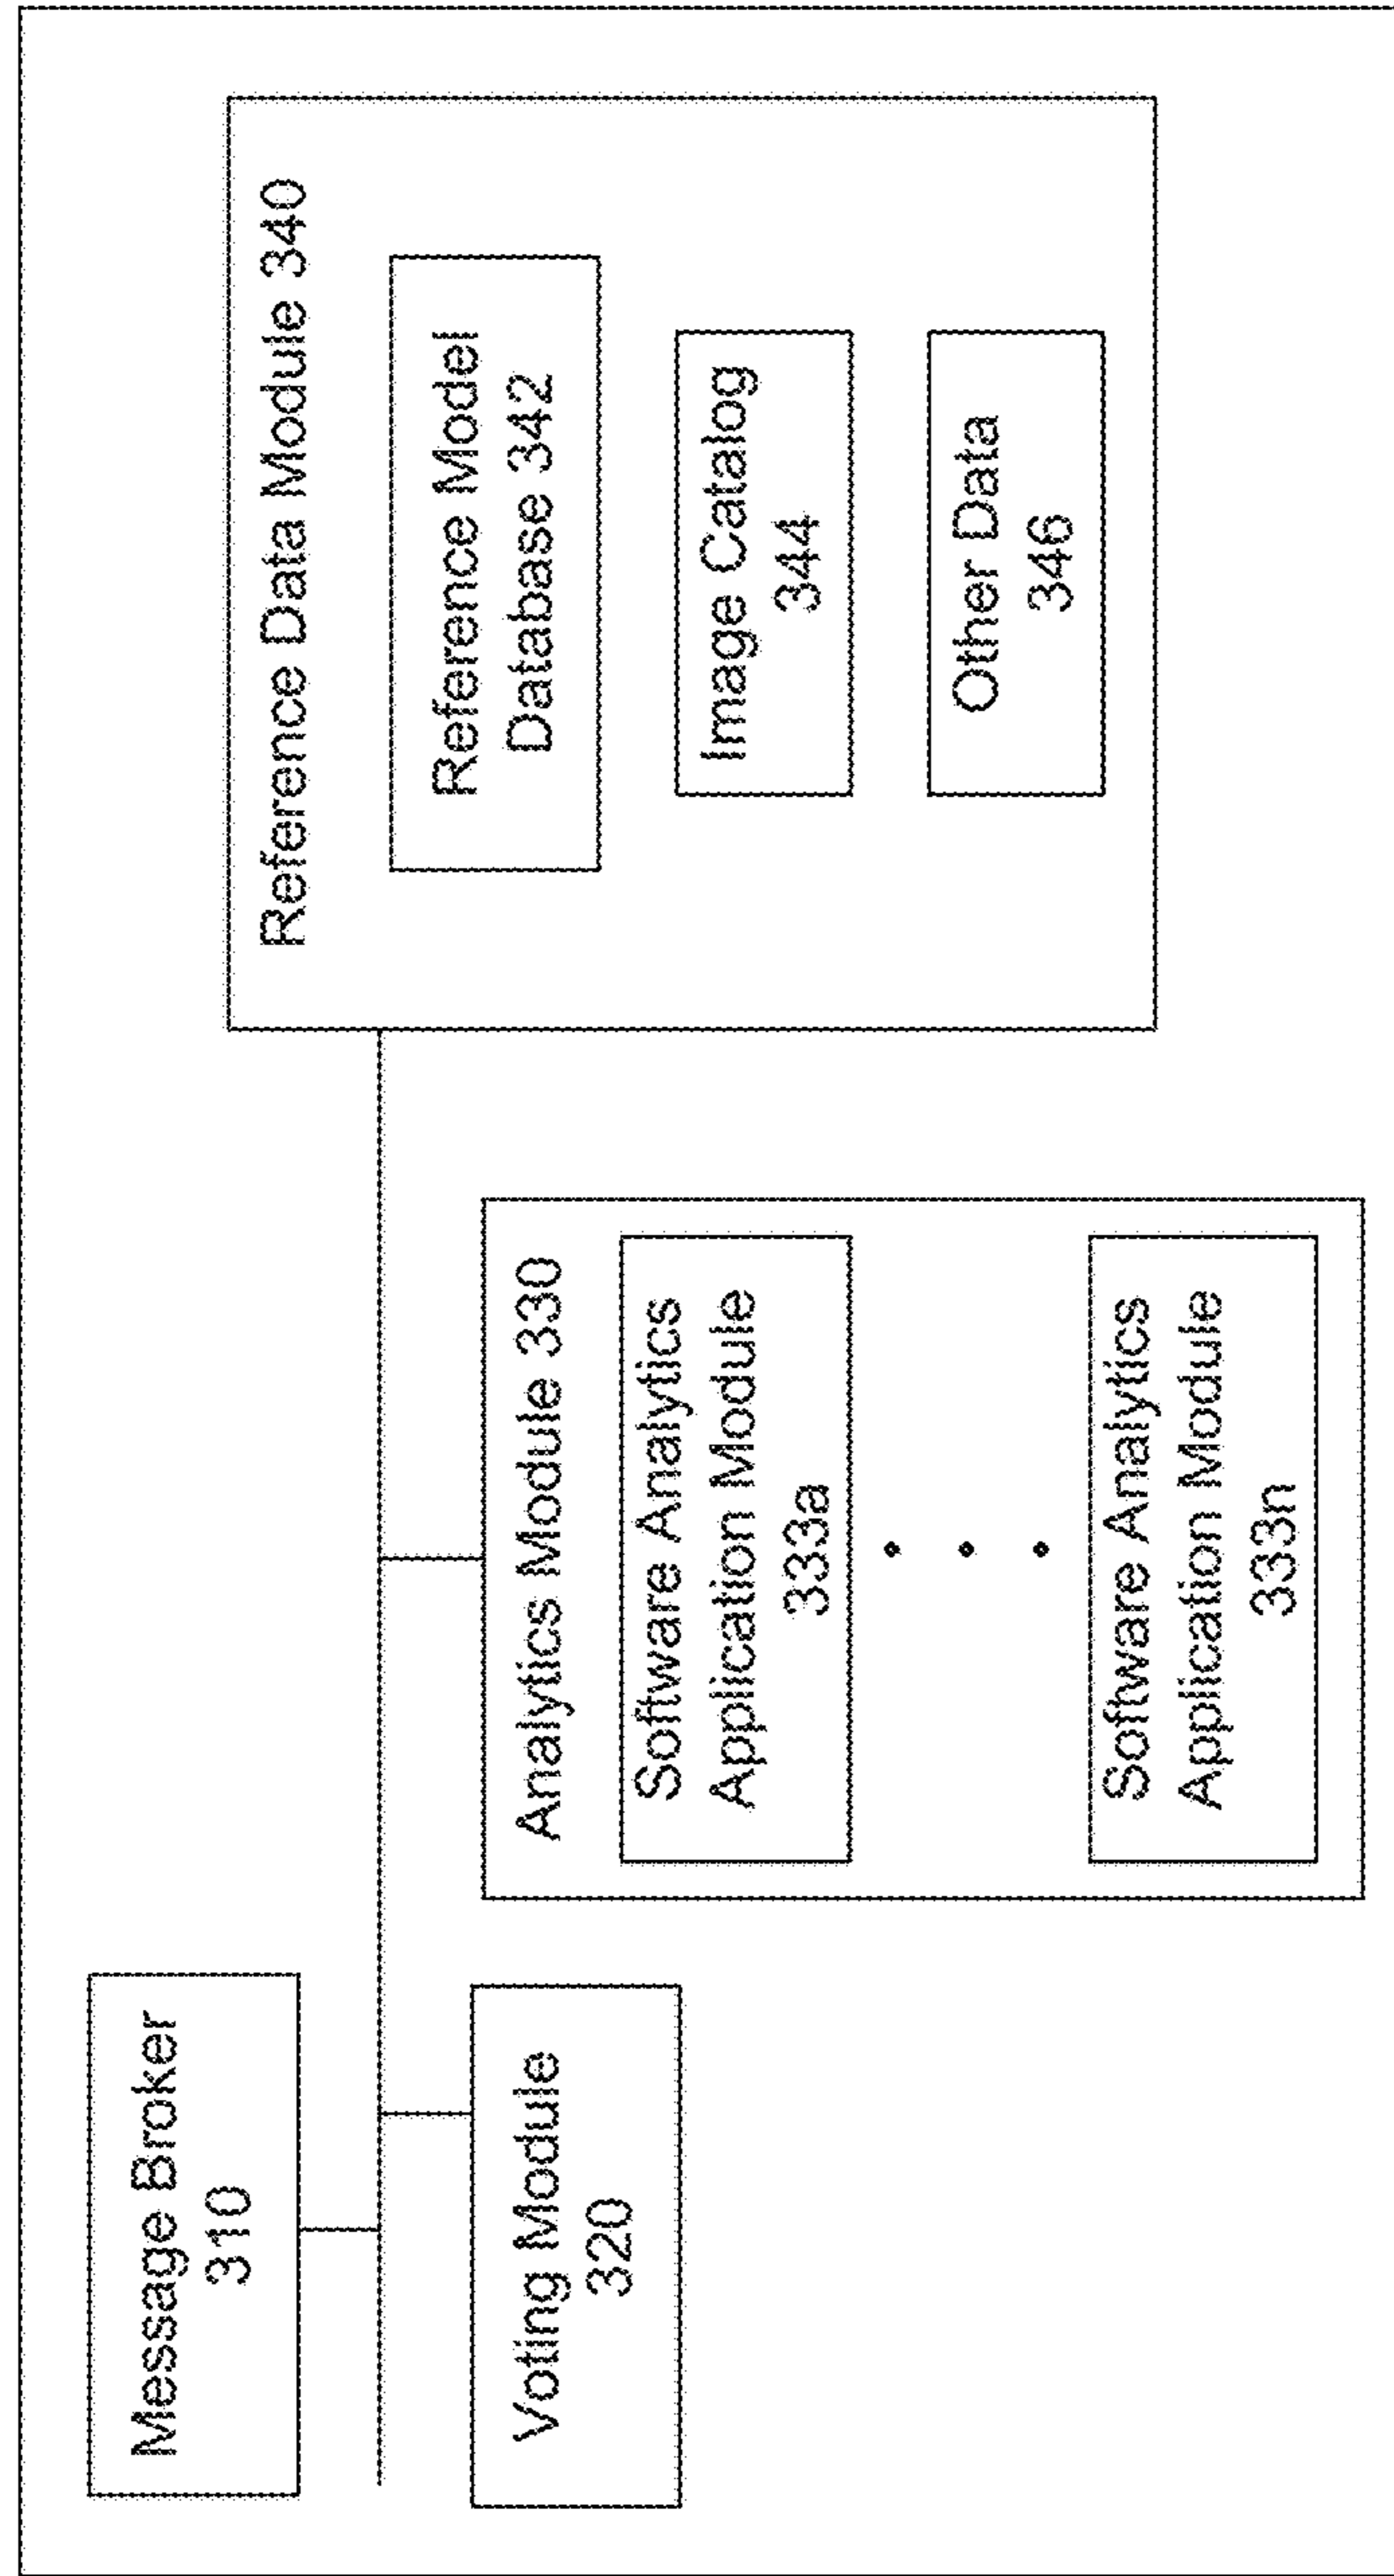 Message Broker
310
Voting Module
320
Analytics Module 330
Software Analytics
Application Module
333a
Software Analytics
Application Module
333n
Reference Data Module 340
Reference Model
Database 342
Image Catalog
344
Other Data
346